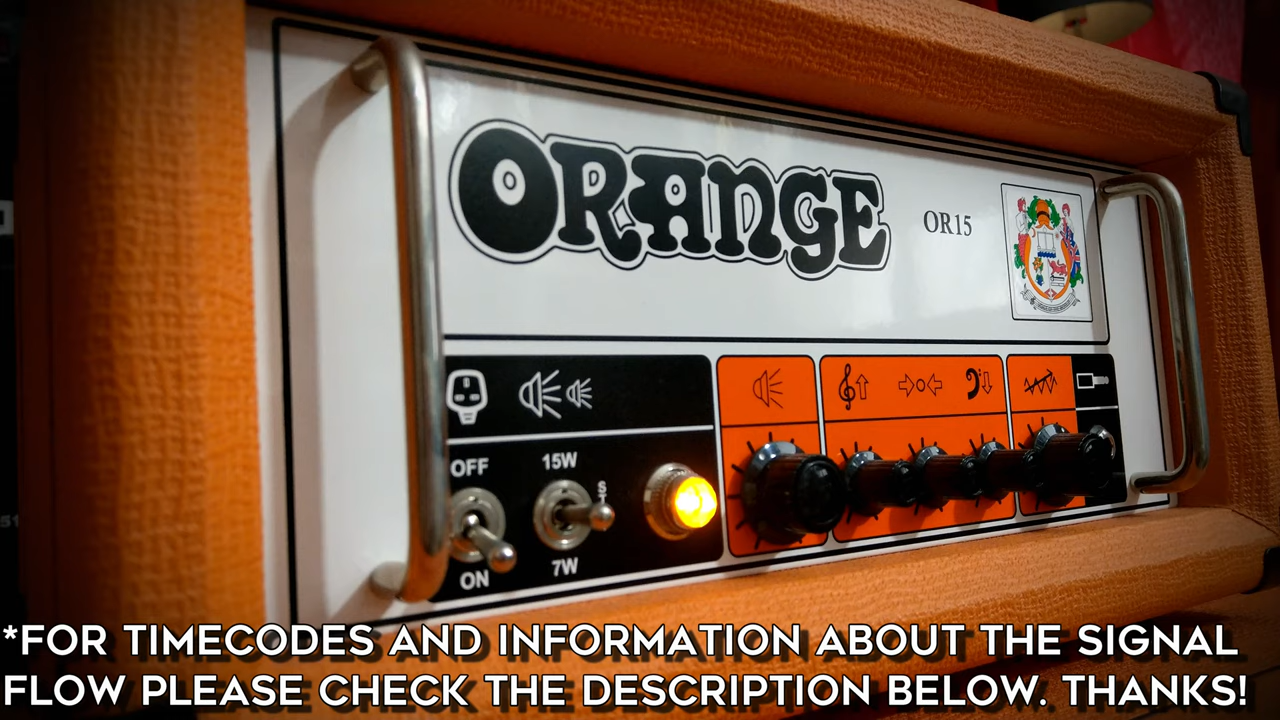 ORANGE
OR15
OFF
15W
ON
7W
*FOR TIMECODES AND INFORMATION ABOUT THE SIGNAL
FLOW PLEASE CHECK THE DESCRIPTION BELOW. THANKS!